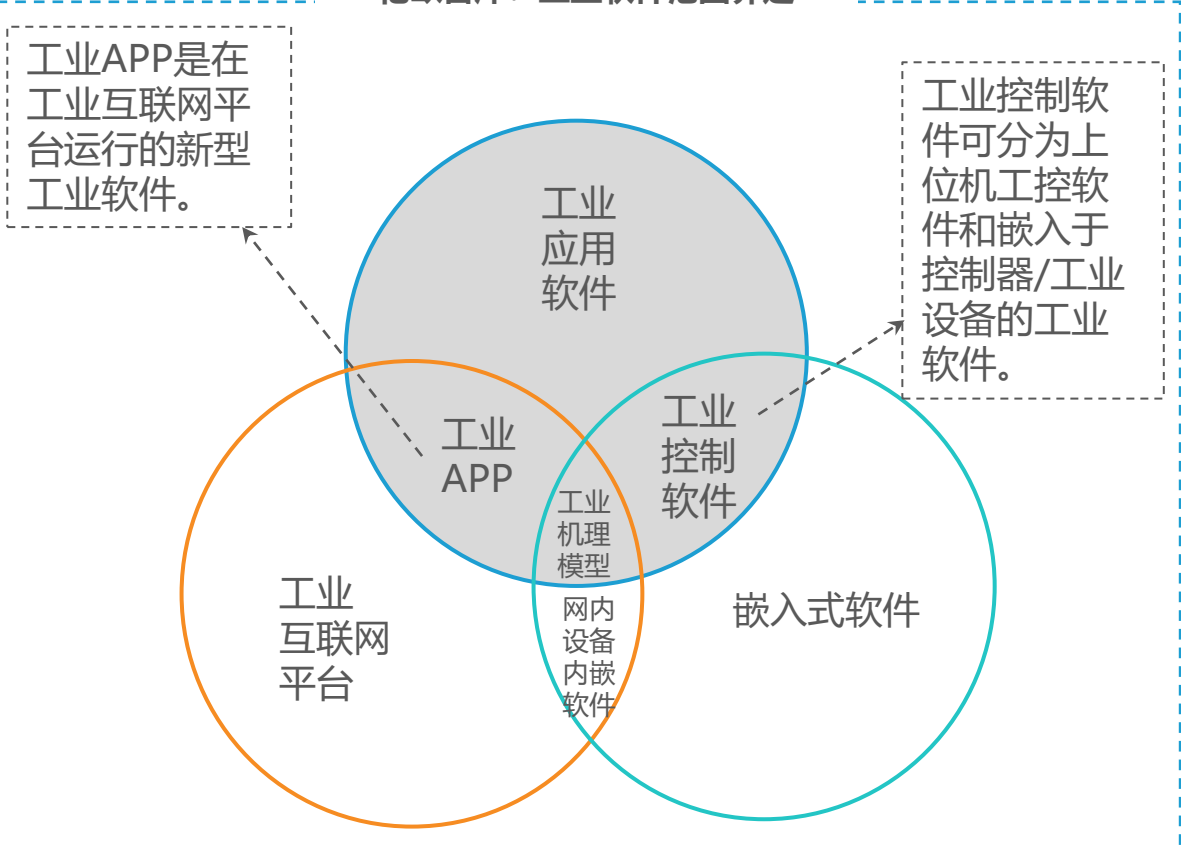 工业APP是在
工业互联网平
台运行的新型
工业软件。
工业控制软
件可分为上
位机工控软
件和嵌入于
控制器/工业
设备的工业
软件。
工业
应用
软件
工业
APP
工业
控制
软件
工业
机理
模型
工业
互联网
平台
网内
设备
内嵌
软件
嵌入式软件